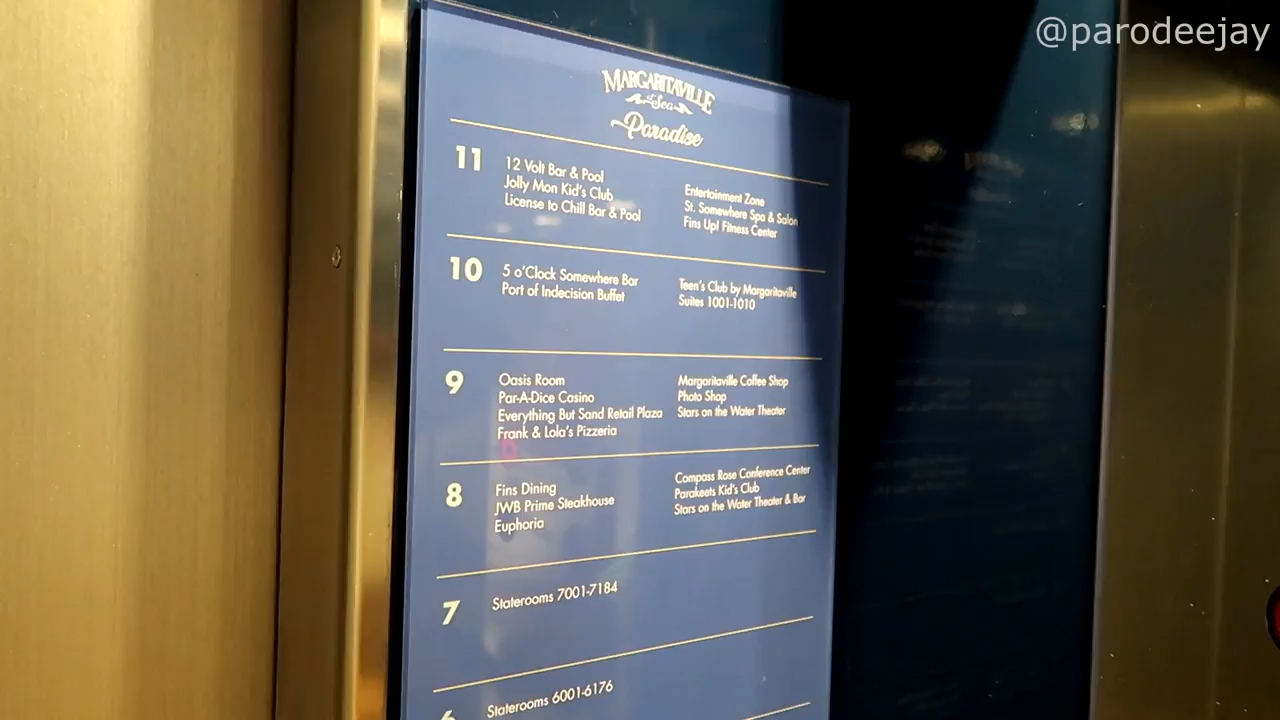 @parodeejay
MARGARITAVILLE
at Sea
Paradise
11
12 Volt Bar & Pool
Jolly Mon Kid's Club
License to Chill Bar & Pool
Entertainment Zone
St. Somewhere Spa & Salon
Fins Up! Fitness Center
10
5 o'Clock Somewhere Bar
Port of Indecision Buffet
Teen's Club by Margaritaville
Suites 1001-1010
9
Oasis Room
Par-A-Dice Casino
Everything But Sand Retail Plaza
Frank & Lola's Pizzeria
Margaritaville Coffee Shop
Photo Shop
Stars on the Water Theater
8
Fins Dining
JWB Prime Steakhouse
Euphoria
Compass Rose Conference Center
Parakeets Kid's Club
Stars on the Water Theater & Bar
7
Staterooms 7001-7184
6
Staterooms 6001-6176